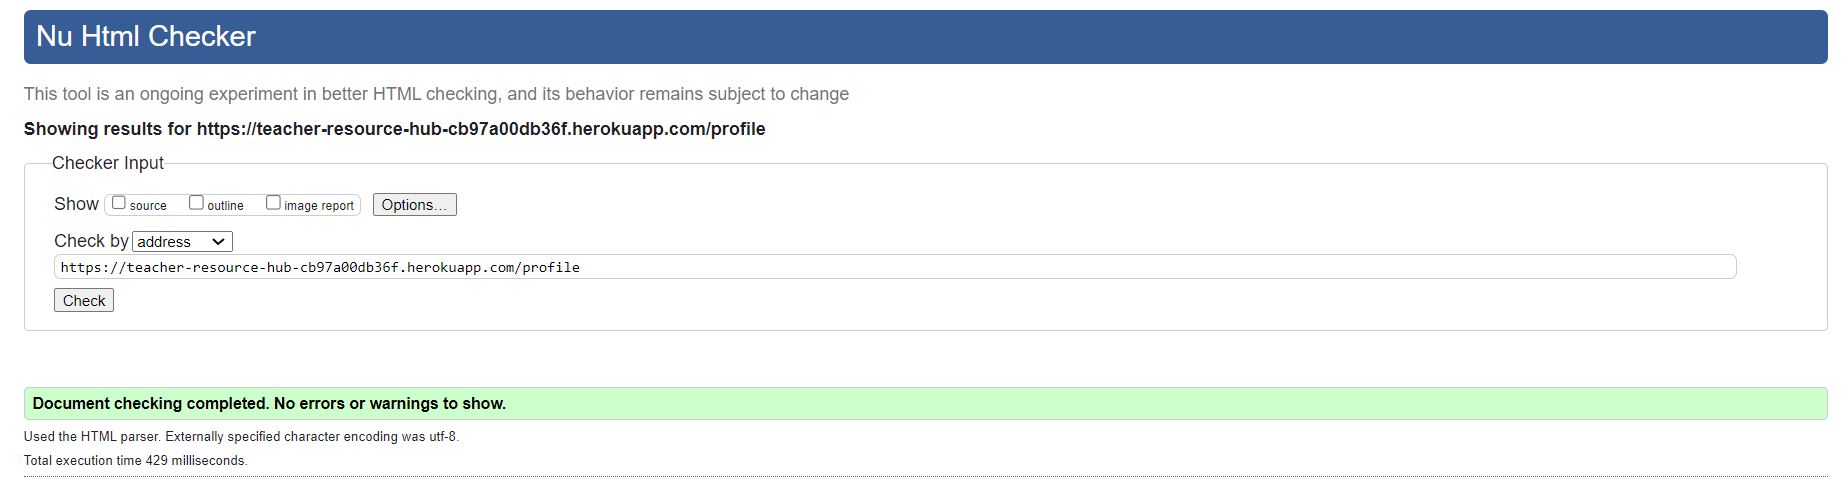 Nu Html Checker
This tool is an ongoing experiment in better HTML checking, and its behavior remains subject to change
Showing results for https://teacher-resource-hub-cb97a00db36f.herokuapp.com/profile
Checker Input
Show source outline image report Options...
Check by address
https://teacher-resource-hub-cb97a00db36f.herokuapp.com/profile
Check
Document checking completed. No errors or warnings to show.
Used the HTML parser. Externally specified character encoding was utf-8.
Total execution time 429 milliseconds.